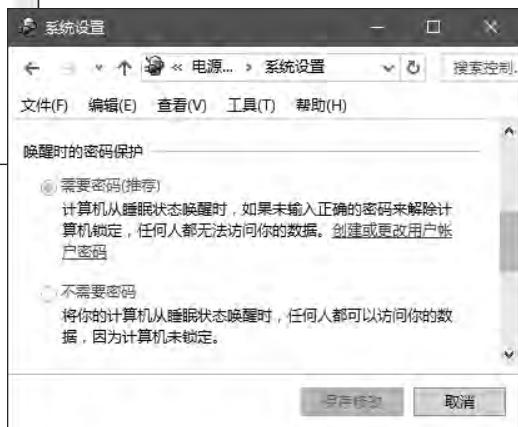 系统设置
« 电源... › 系统设置
搜索控制.
文件(F) 编辑(E) 查看(V) 工具(T) 帮助(H)
唤醒时的密码保护
需要密码(推荐)
计算机从睡眠状态唤醒时，如果未输入正确的密码来解除计
算机锁定，任何人都无法访问你的数据。创建或更改用户帐
户密码
不需要密码
将你的计算机从睡眠状态唤醒时，任何人都可以访问你的数
据，因为计算机未锁定。
保存修改 取消